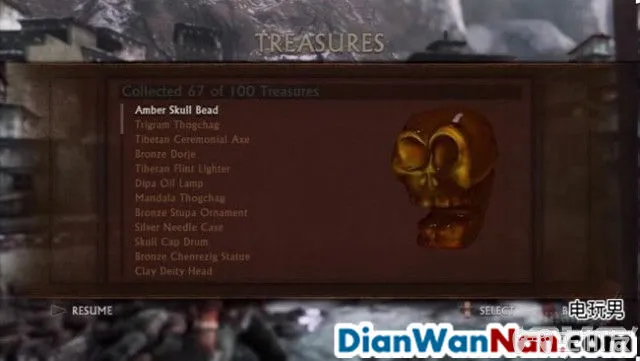 TREASURES
Collected 67 of 100 Treasures
Amber Skull Bead
Trigram Thogchag
Tibetan Ceremonial Axe
Bronze Dorje
Tibetan Flint Lighter
Dipa Oil Lamp
Mandala Thogchag
Bronze Stupa Ornament
Silver Needle Case
Skull Cap Drum
Bronze Chenrezig Statue
Clay Deity Head
RESUME
SELECT
电玩男
DianWanNan.com